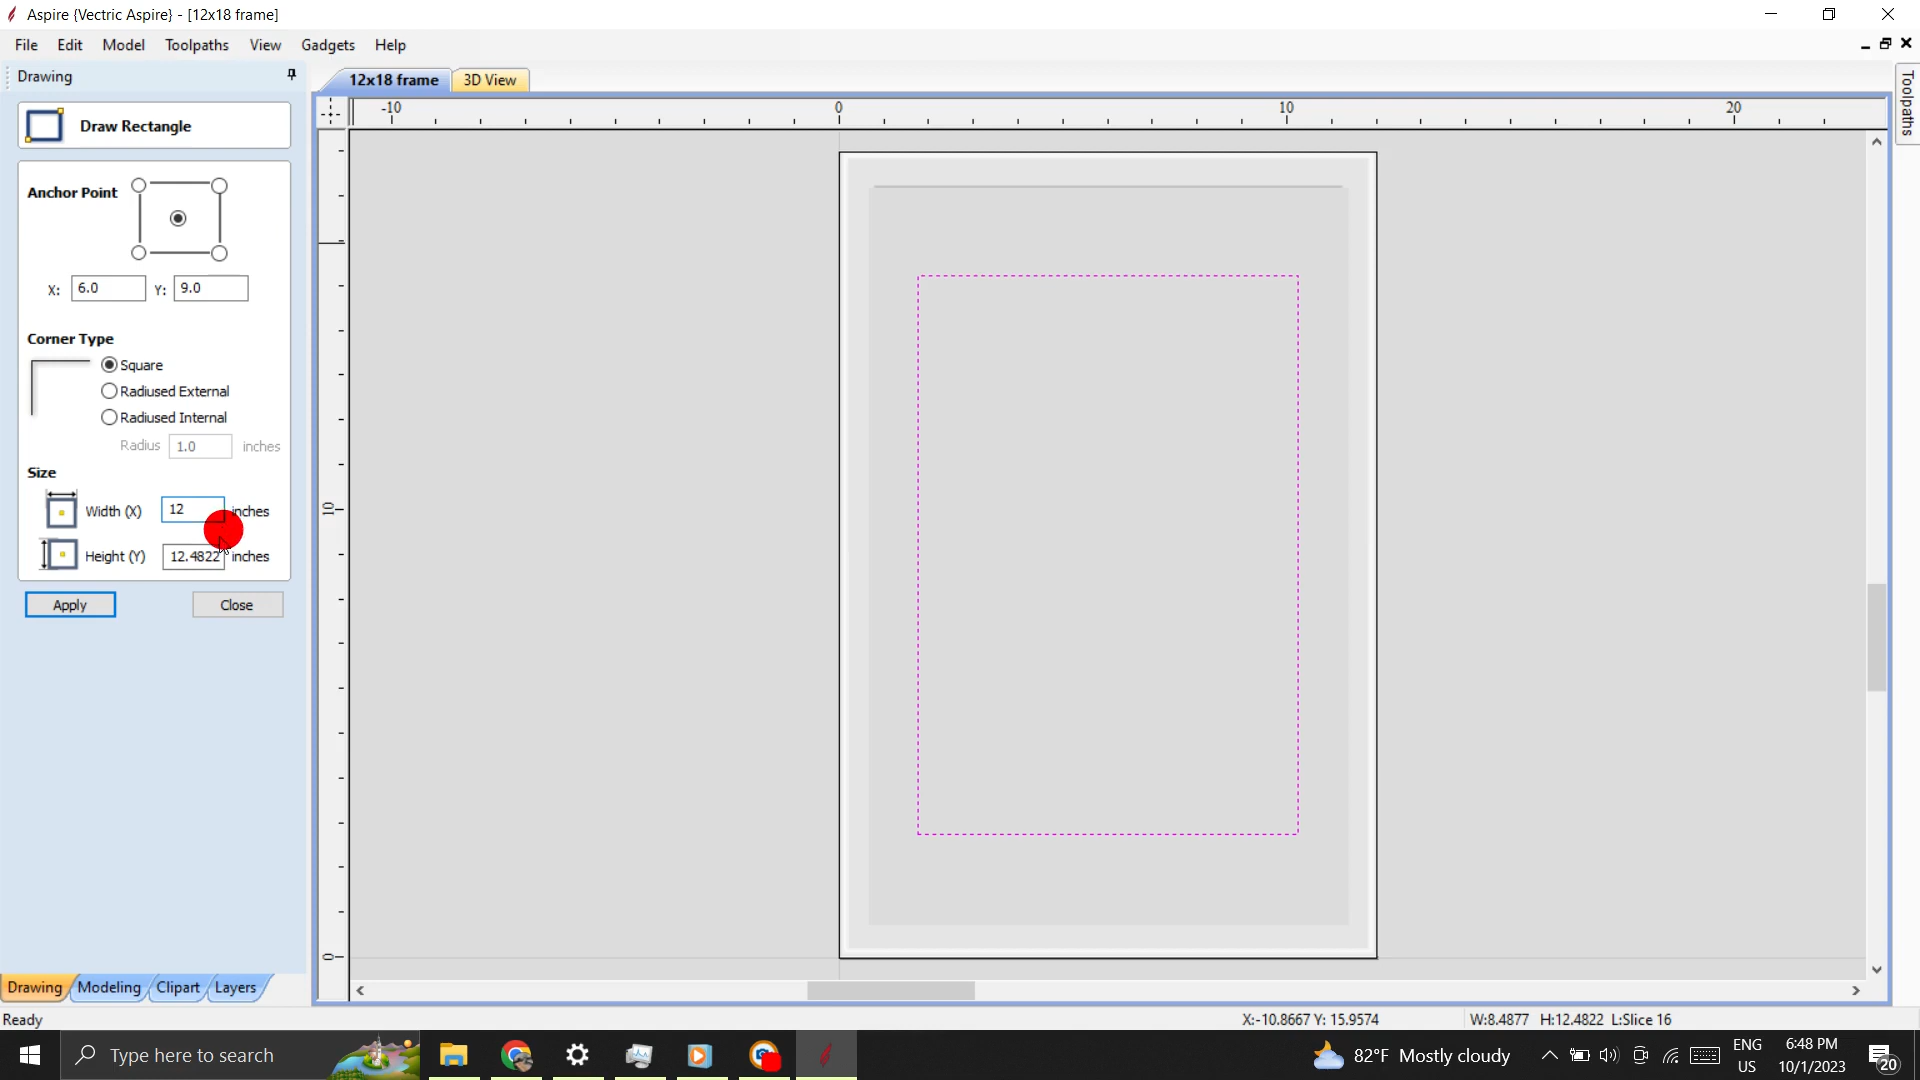 Aspire {Vectric Aspire} - [12x18 frame]
File Edit Model Toolpaths View Gadgets Help
Drawing
12x18 frame 3D View
Toolpaths
-10 0 10 20
Draw Rectangle
Anchor Point
X: 6.0 Y: 9.0
Corner Type
Square
Radiused External
Radiused Internal
Radius 1.0 inches
Size
Width (X) 12 inches
Height (Y) 12.4822 inches
Apply Close
10
0
Drawing Modeling Clipart Layers
Ready X:-10.8667 Y: 15.9574 W:8.4877 H:12.4822 L:Slice 16
Type here to search 82°F Mostly cloudy ENG US 6:48 PM 10/1/2023 20